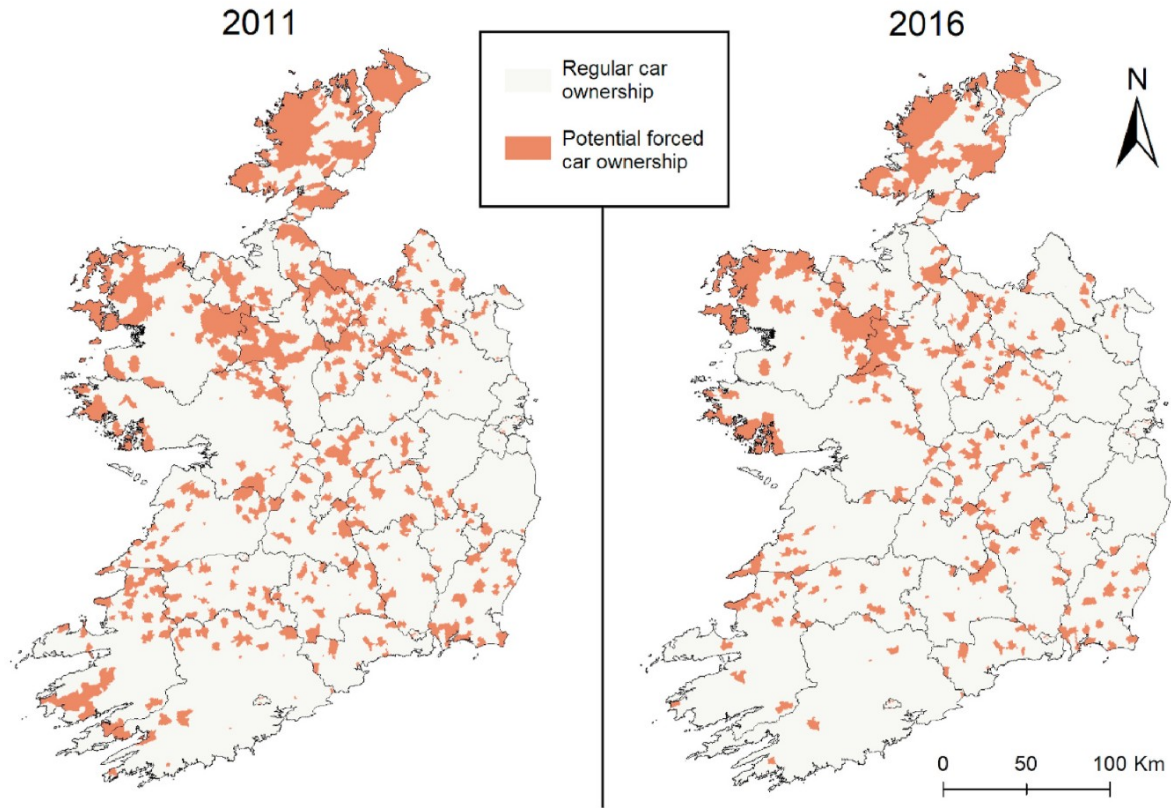 2011
2016
Regular car
ownership
Potential forced
car ownership
N
0 50 100 Km